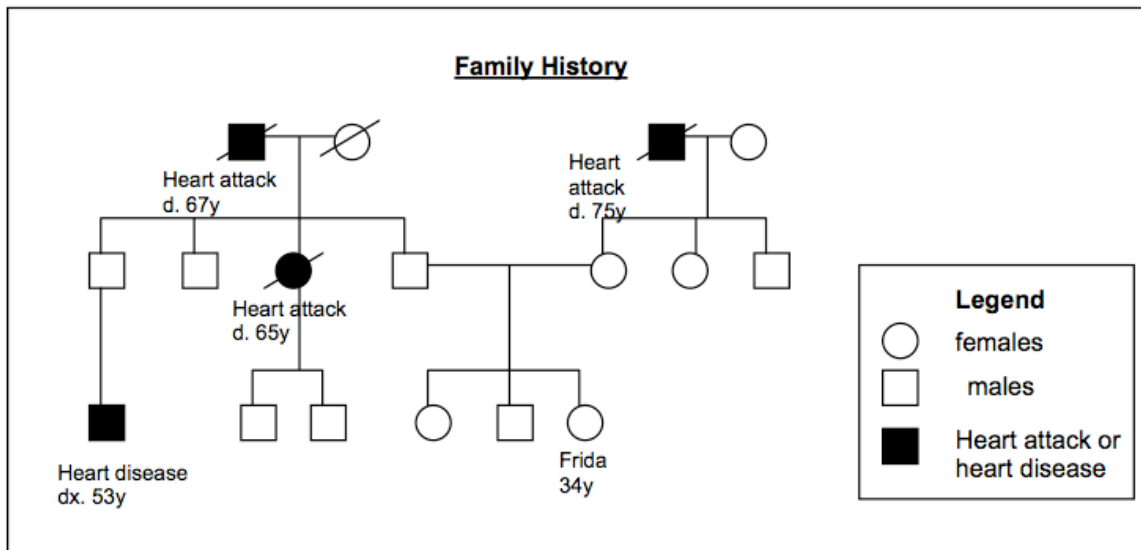 Family History
Heart attack
d. 67y
Heart
attack
d. 75y
Heart attack
d. 65y
Heart disease
dx. 53y
Frida
34y
Legend
females
males
Heart attack or
heart disease